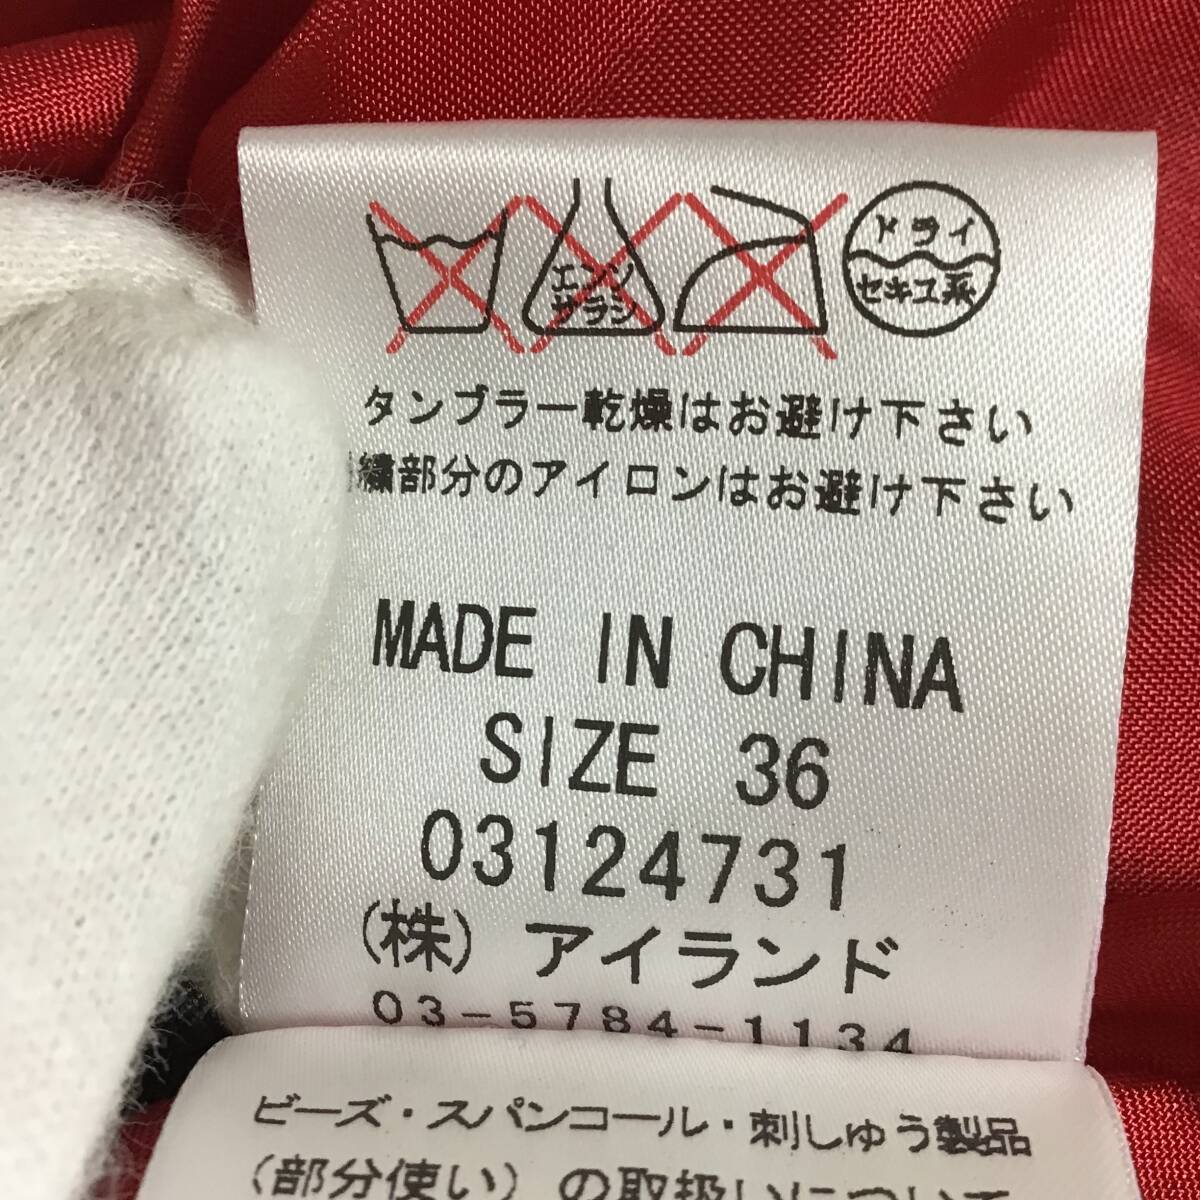 エンソ
サラシ
ドライ
セキユ系
タンブラー乾燥はお避け下さい
繍部分のアイロンはお避け下さい
MADE IN CHINA
SIZE 36
03124731
(株) アイランド
03-5784-1134
ビーズ・スパンコール・刺しゅう製品
(部分使い) の取扱いについて